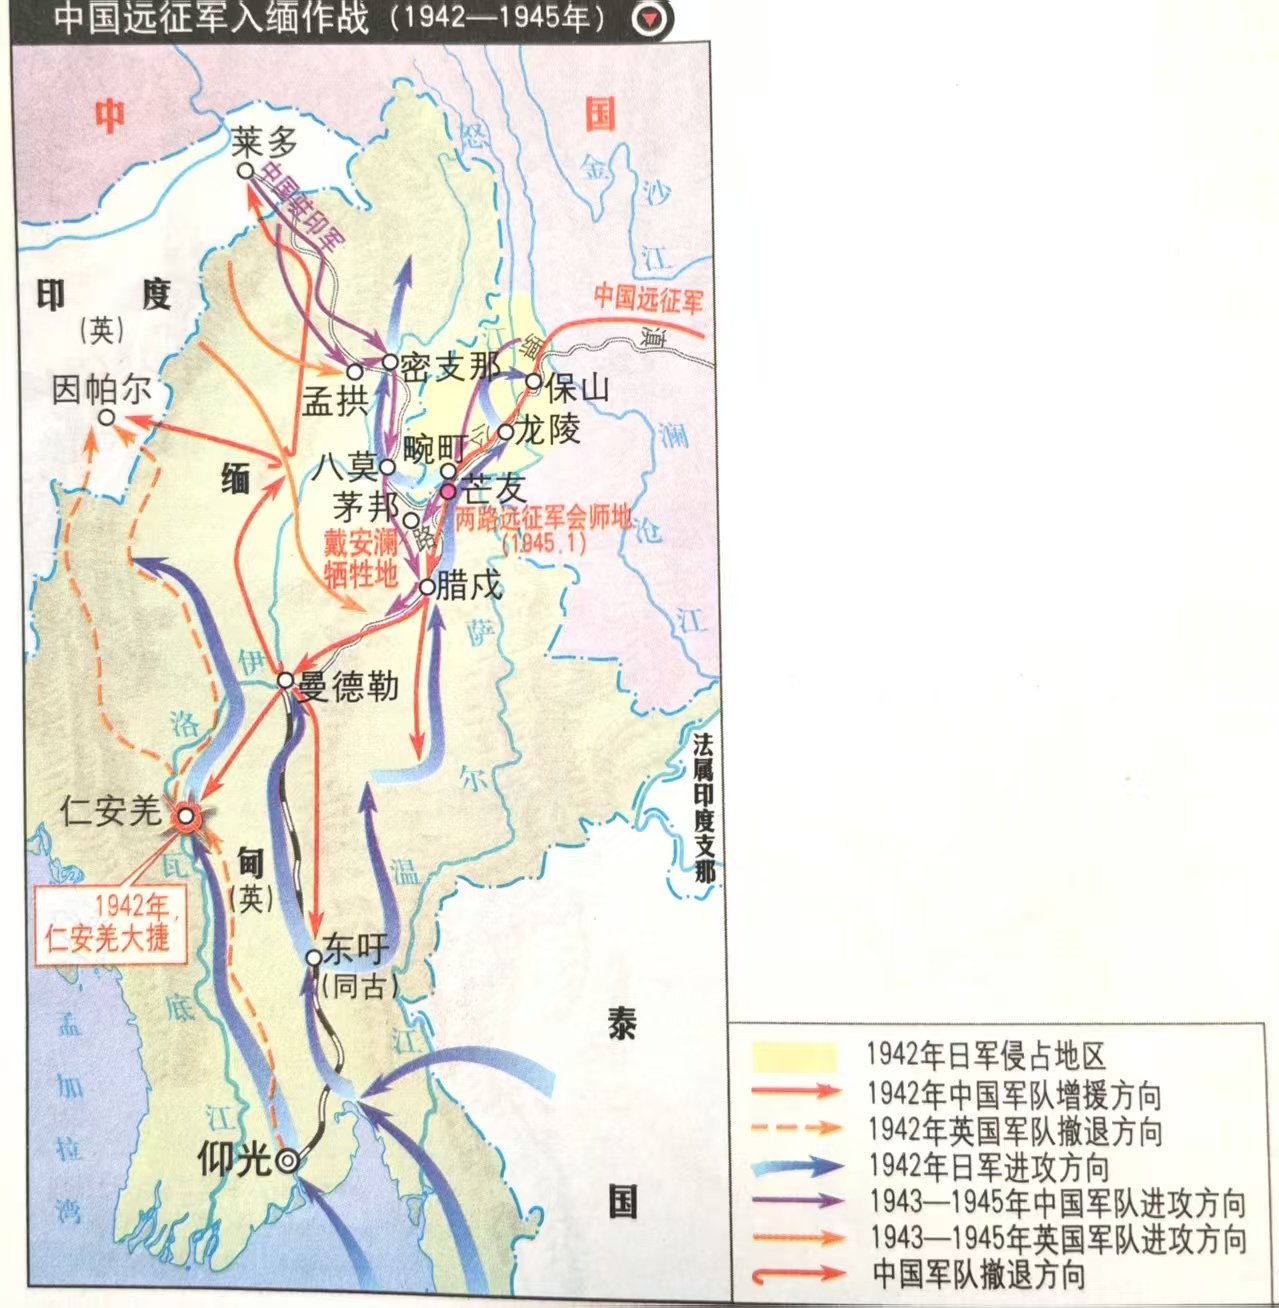 中国远征军入缅作战（1942—1945年）
中
国
怒
江
金
沙
江
莱多
中国驻印军
印 度
（英）
中国远征军
滇
缅
公
路
密支那
孟拱
保山
因帕尔
龙陵
畹町
澜
沧
江
缅
甸
（英）
八莫
芒友
茅邦
两路远征军会师地
（1945.1）
戴安澜
牺牲地
腊戍
萨
尔
温
江
伊
洛
瓦
底
江
曼德勒
法属印度支那
仁安羌
1942年，
仁安羌大捷
东吁
（同古）
孟
加
拉
湾
泰
国
仰光
1942年日军侵占地区
1942年中国军队增援方向
1942年英国军队撤退方向
1942年日军进攻方向
1943—1945年中国军队进攻方向
1943—1945年英国军队进攻方向
中国军队撤退方向